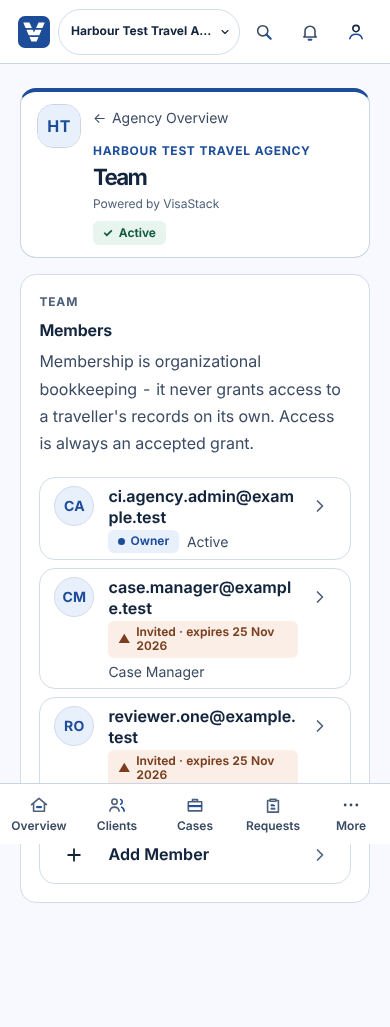 Harbour Test Travel A...
HT
← Agency Overview
HARBOUR TEST TRAVEL AGENCY
Team
Powered by VisaStack
✓ Active
TEAM
Members
Membership is organizational
bookkeeping - it never grants access to
a traveller's records on its own. Access
is always an accepted grant.
CA
ci.agency.admin@exam
ple.test
Owner
Active
CM
case.manager@exampl
e.test
Invited · expires 25 Nov
2026
Case Manager
RO
reviewer.one@example.
test
Invited · expires 25 Nov
2026
Overview
Clients
Cases
Requests
More
Add Member